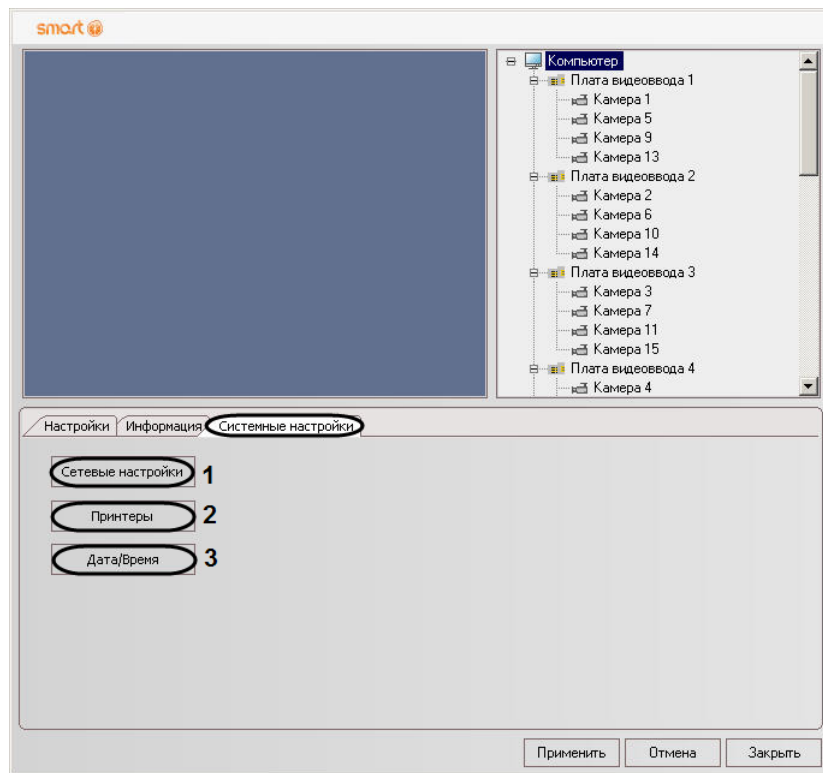 smart
Компьютер
Плата видеоввода 1
Камера 1
Камера 5
Камера 9
Камера 13
Плата видеоввода 2
Камера 2
Камера 6
Камера 10
Камера 14
Плата видеоввода 3
Камера 3
Камера 7
Камера 11
Камера 15
Плата видеоввода 4
Камера 4
Настройки Информация Системные настройки
Сетевые настройки 1
Принтеры 2
Дата/Время 3
Применить Отмена Закрыть